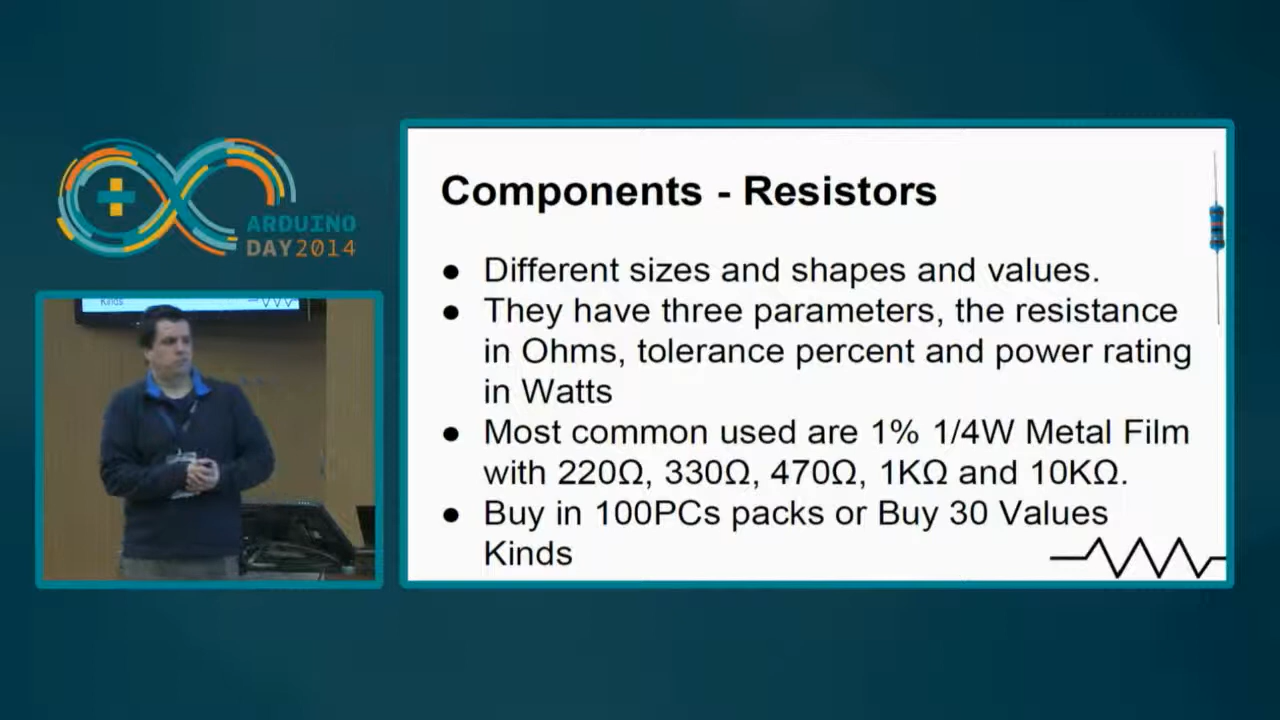 ARDUINO
DAY2014
Kinds
Components - Resistors
● Different sizes and shapes and values.
● They have three parameters, the resistance
in Ohms, tolerance percent and power rating
in Watts
● Most common used are 1% 1/4W Metal Film
with 220Ω, 330Ω, 470Ω, 1KΩ and 10KΩ.
● Buy in 100PCs packs or Buy 30 Values
Kinds